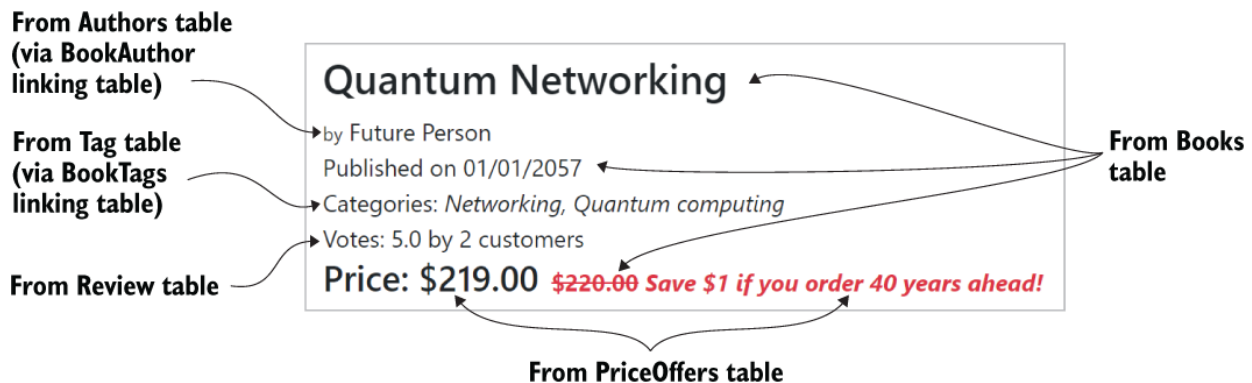 From Authors table
(via BookAuthor
linking table)
Quantum Networking
by Future Person
From Tag table
(via BookTags
linking table)
Published on 01/01/2057
From Books
table
Categories: Networking, Quantum computing
Votes: 5.0 by 2 customers
From Review table
Price: $219.00 $220.00 Save $1 if you order 40 years ahead!
From PriceOffers table